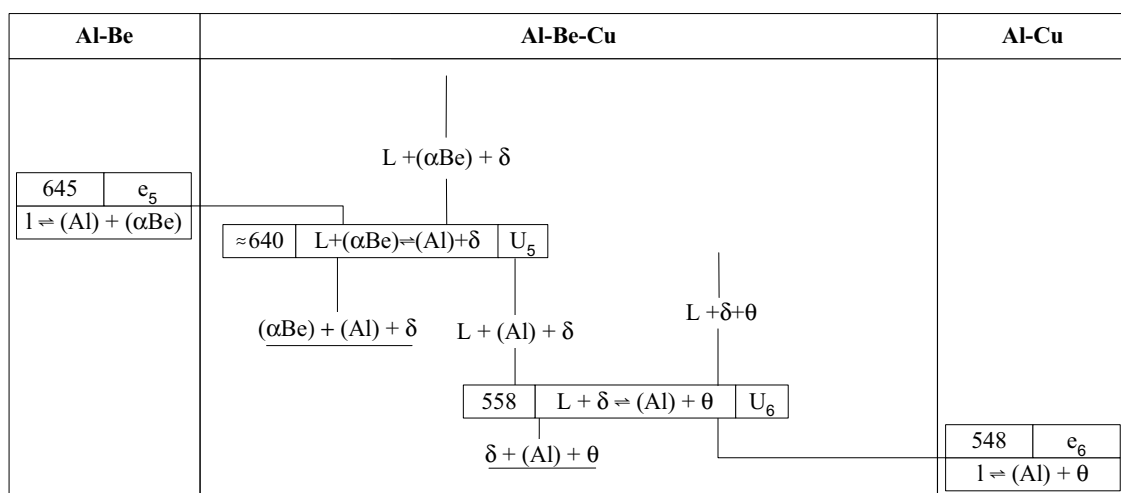 Al-Be Al-Be-Cu Al-Cu
L +(αBe) + δ
645 e₅
l ⇌ (Al) + (αBe)
≈640 L+(αBe)⇌(Al)+δ U₅
(αBe) + (Al) + δ L + (Al) + δ L +δ+θ
558 L + δ ⇌ (Al) + θ U₆
δ + (Al) + θ
548 e₆
l ⇌ (Al) + θ